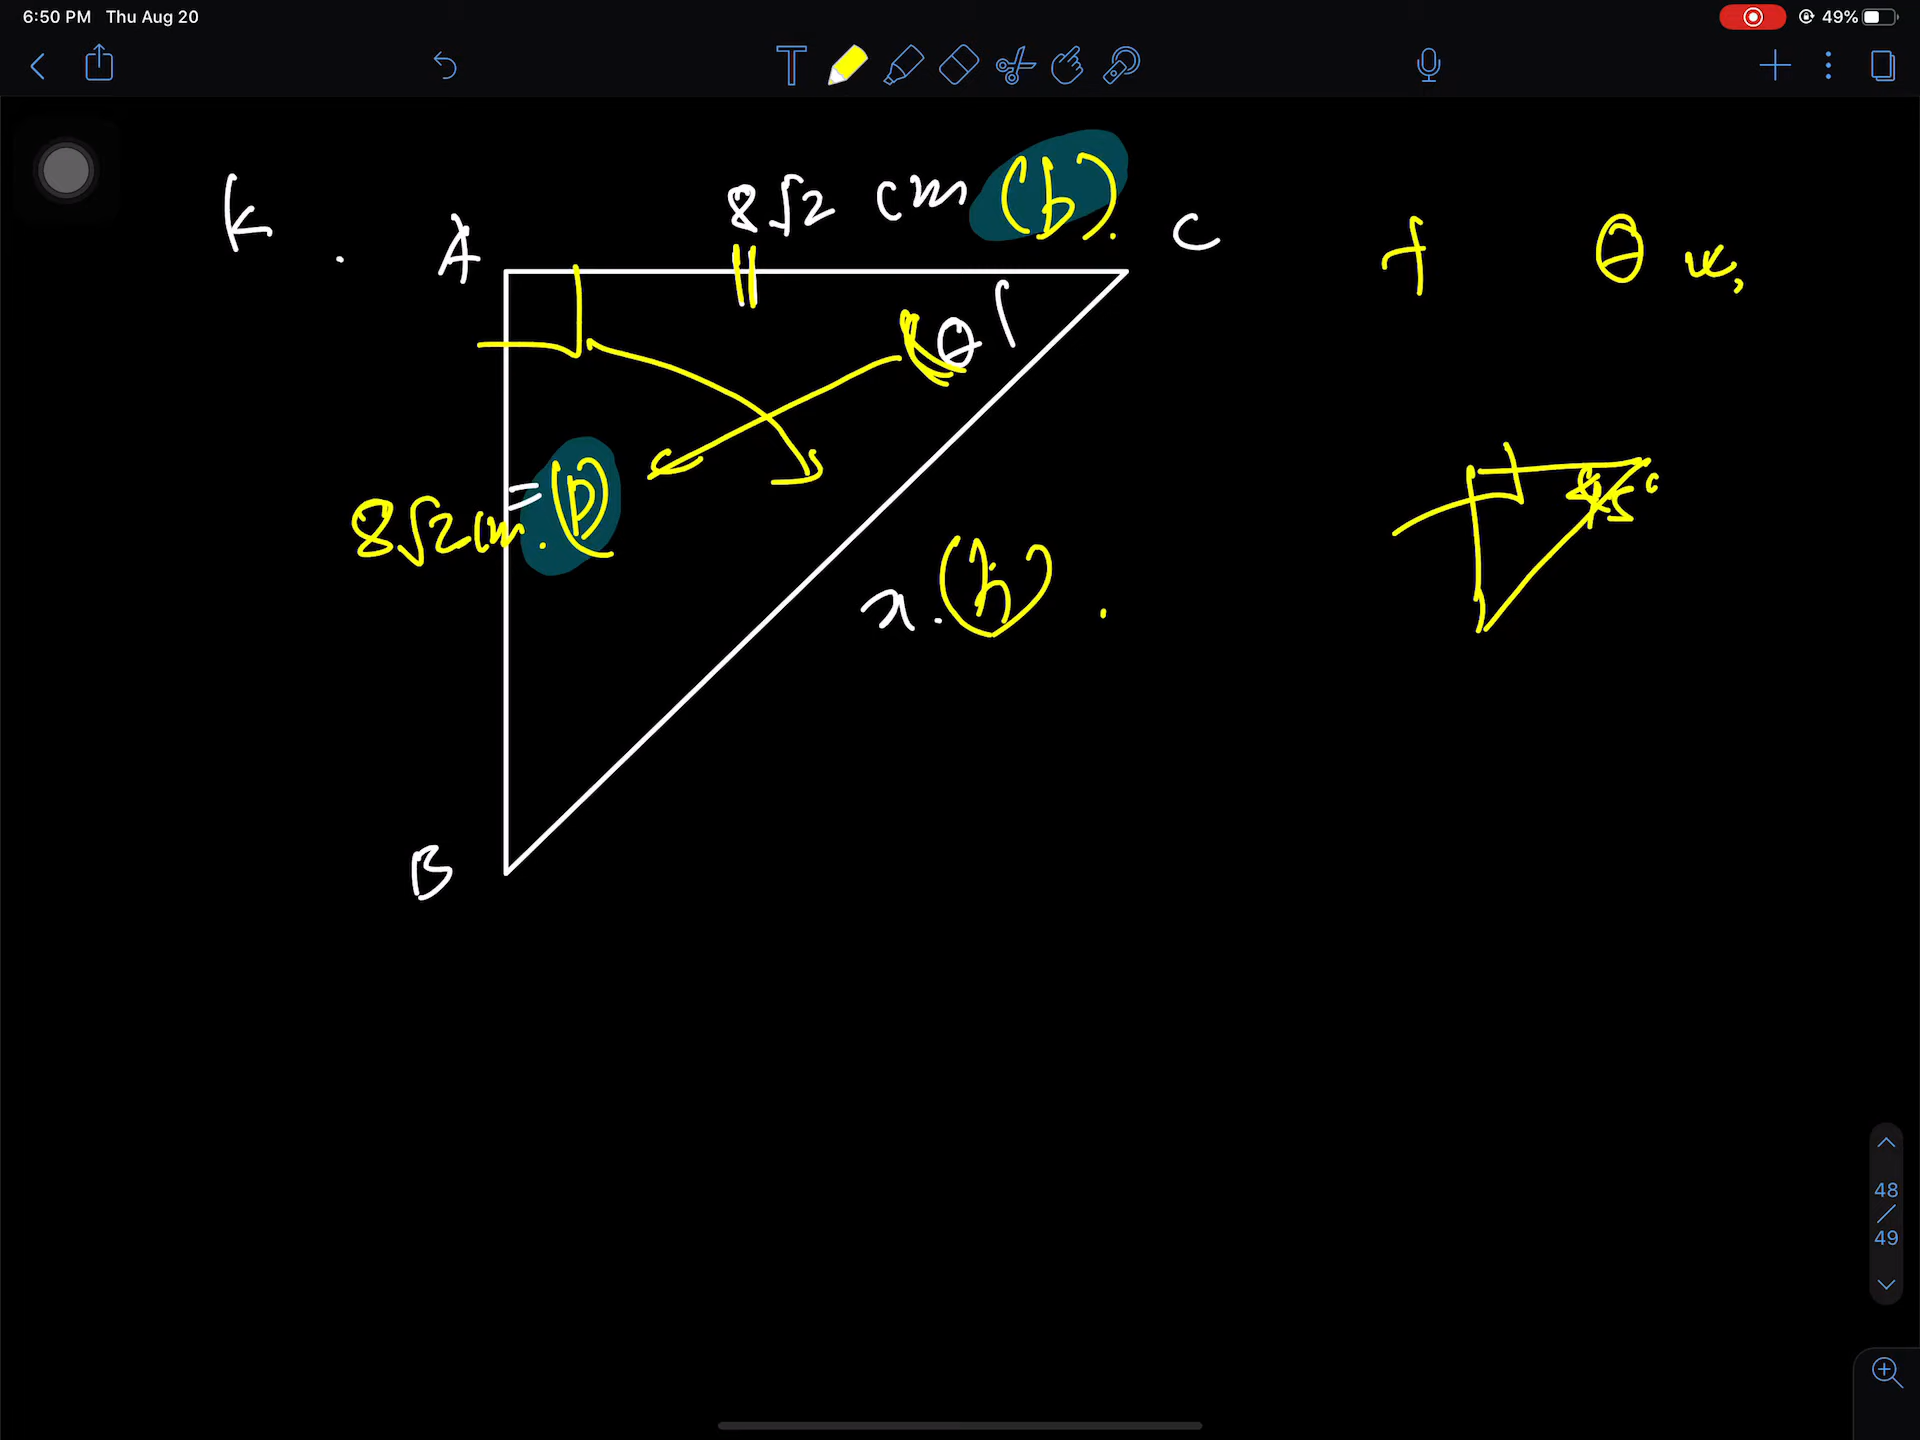 6:50 PM Thu Aug 20
49%
k.
A
8√2 cm (b).
C
θ
θ
8√2 cm. = (p)
45°
x. (h).
B
48
/
49